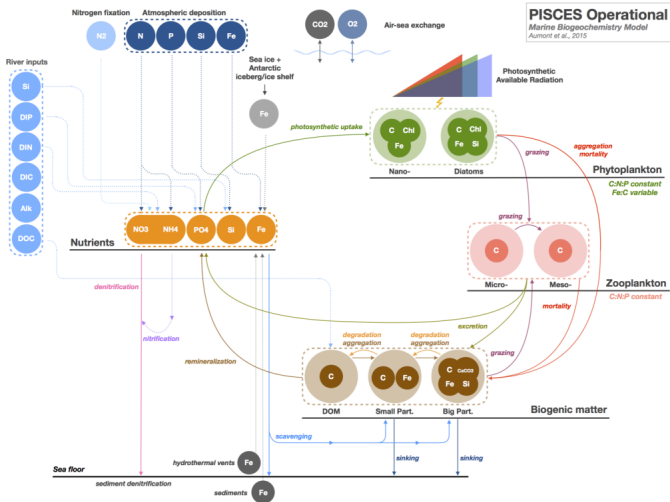 PISCES Operational
Marine Biogeochemistry Model
Aumont et al., 2015
Nitrogen fixation
Atmospheric deposition
N2
N
P
Si
Fe
CO2
O2
Air-sea exchange
River inputs
Si
DIP
DIN
DIC
Alk
DOC
Sea ice +
Antarctic
iceberg/ice shelf
Fe
Photosynthetic
Available Radiation
photosynthetic uptake
C
Chl
Fe
C
Chl
Fe
Si
Nano-
Diatoms
aggregation
mortality
grazing
Phytoplankton
C:N:P constant
Fe:C variable
NO3
NH4
PO4
Si
Fe
Nutrients
grazing
C
C
Micro-
Meso-
Zooplankton
C:N:P constant
denitrification
nitrification
mortality
excretion
grazing
remineralization
degradation
aggregation
degradation
aggregation
C
C
Fe
C
CaCO3
Fe
Si
DOM
Small Part.
Big Part.
Biogenic matter
scavenging
sinking
sinking
hydrothermal vents
Fe
Sea floor
sediment denitrification
sediments
Fe